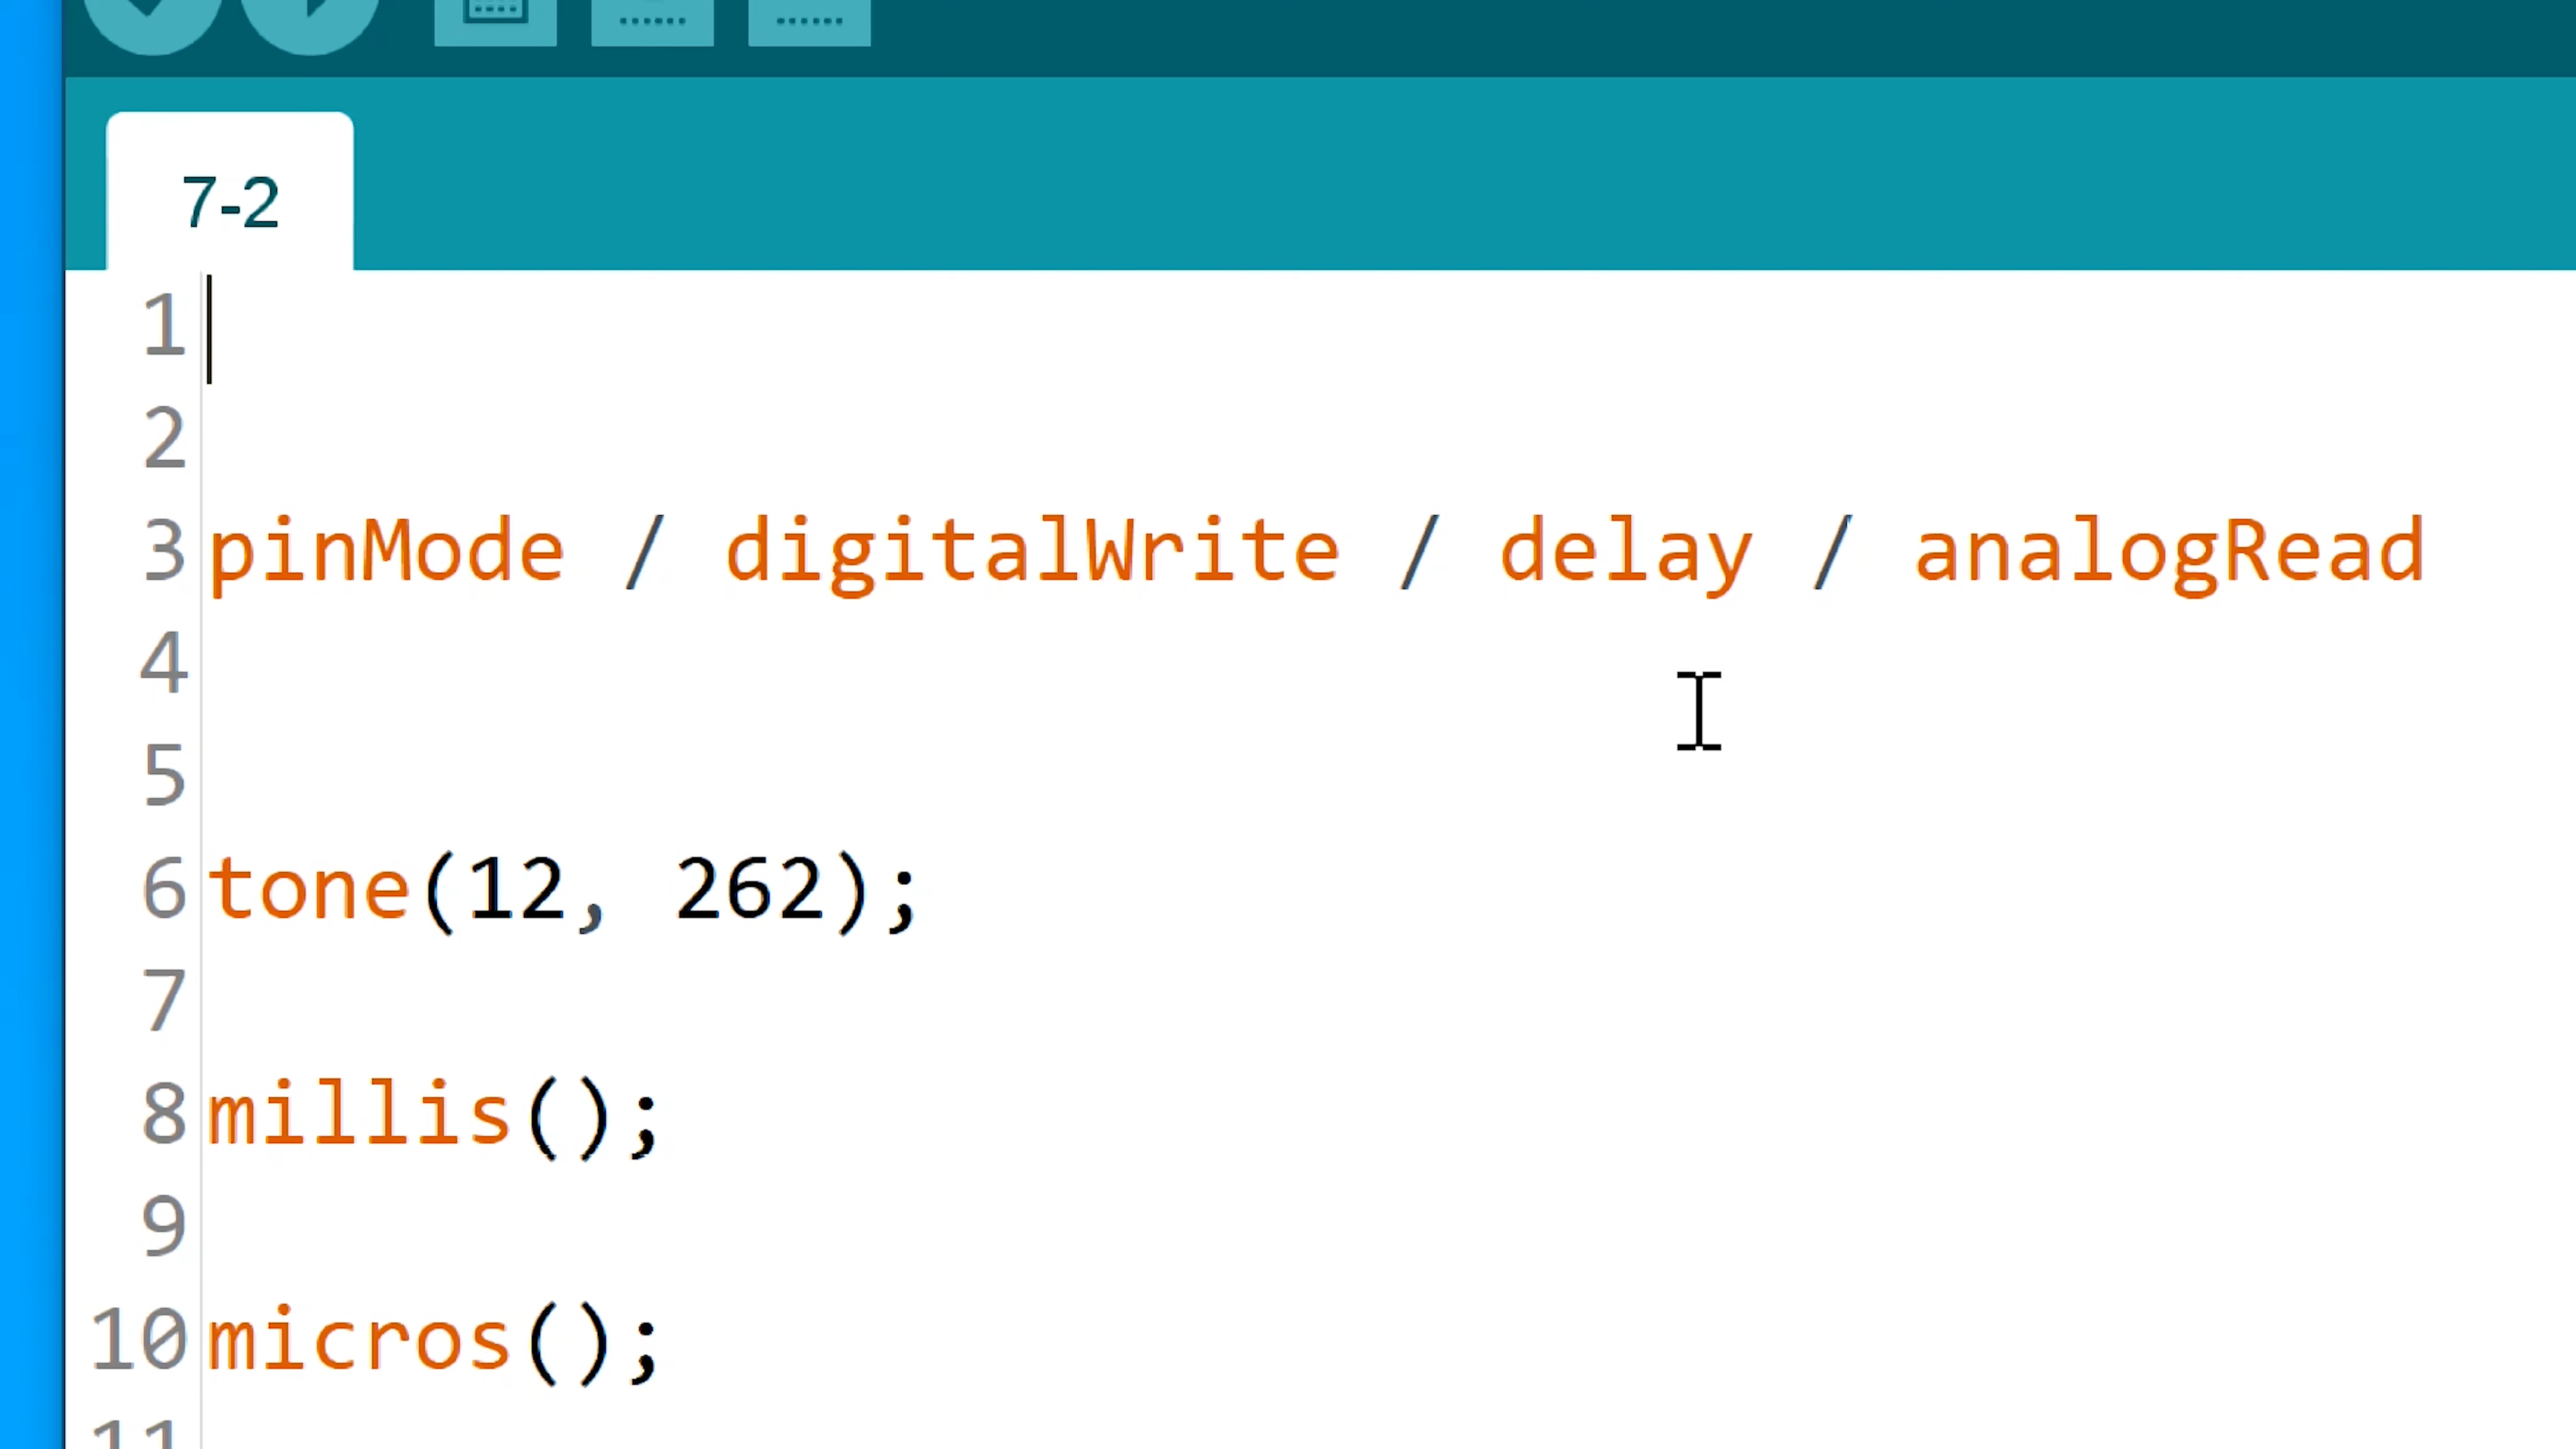 7-2
1
2
3 pinMode / digitalWrite / delay / analogRead
4
5
6 tone(12, 262);
7
8 millis();
9
10 micros();
11